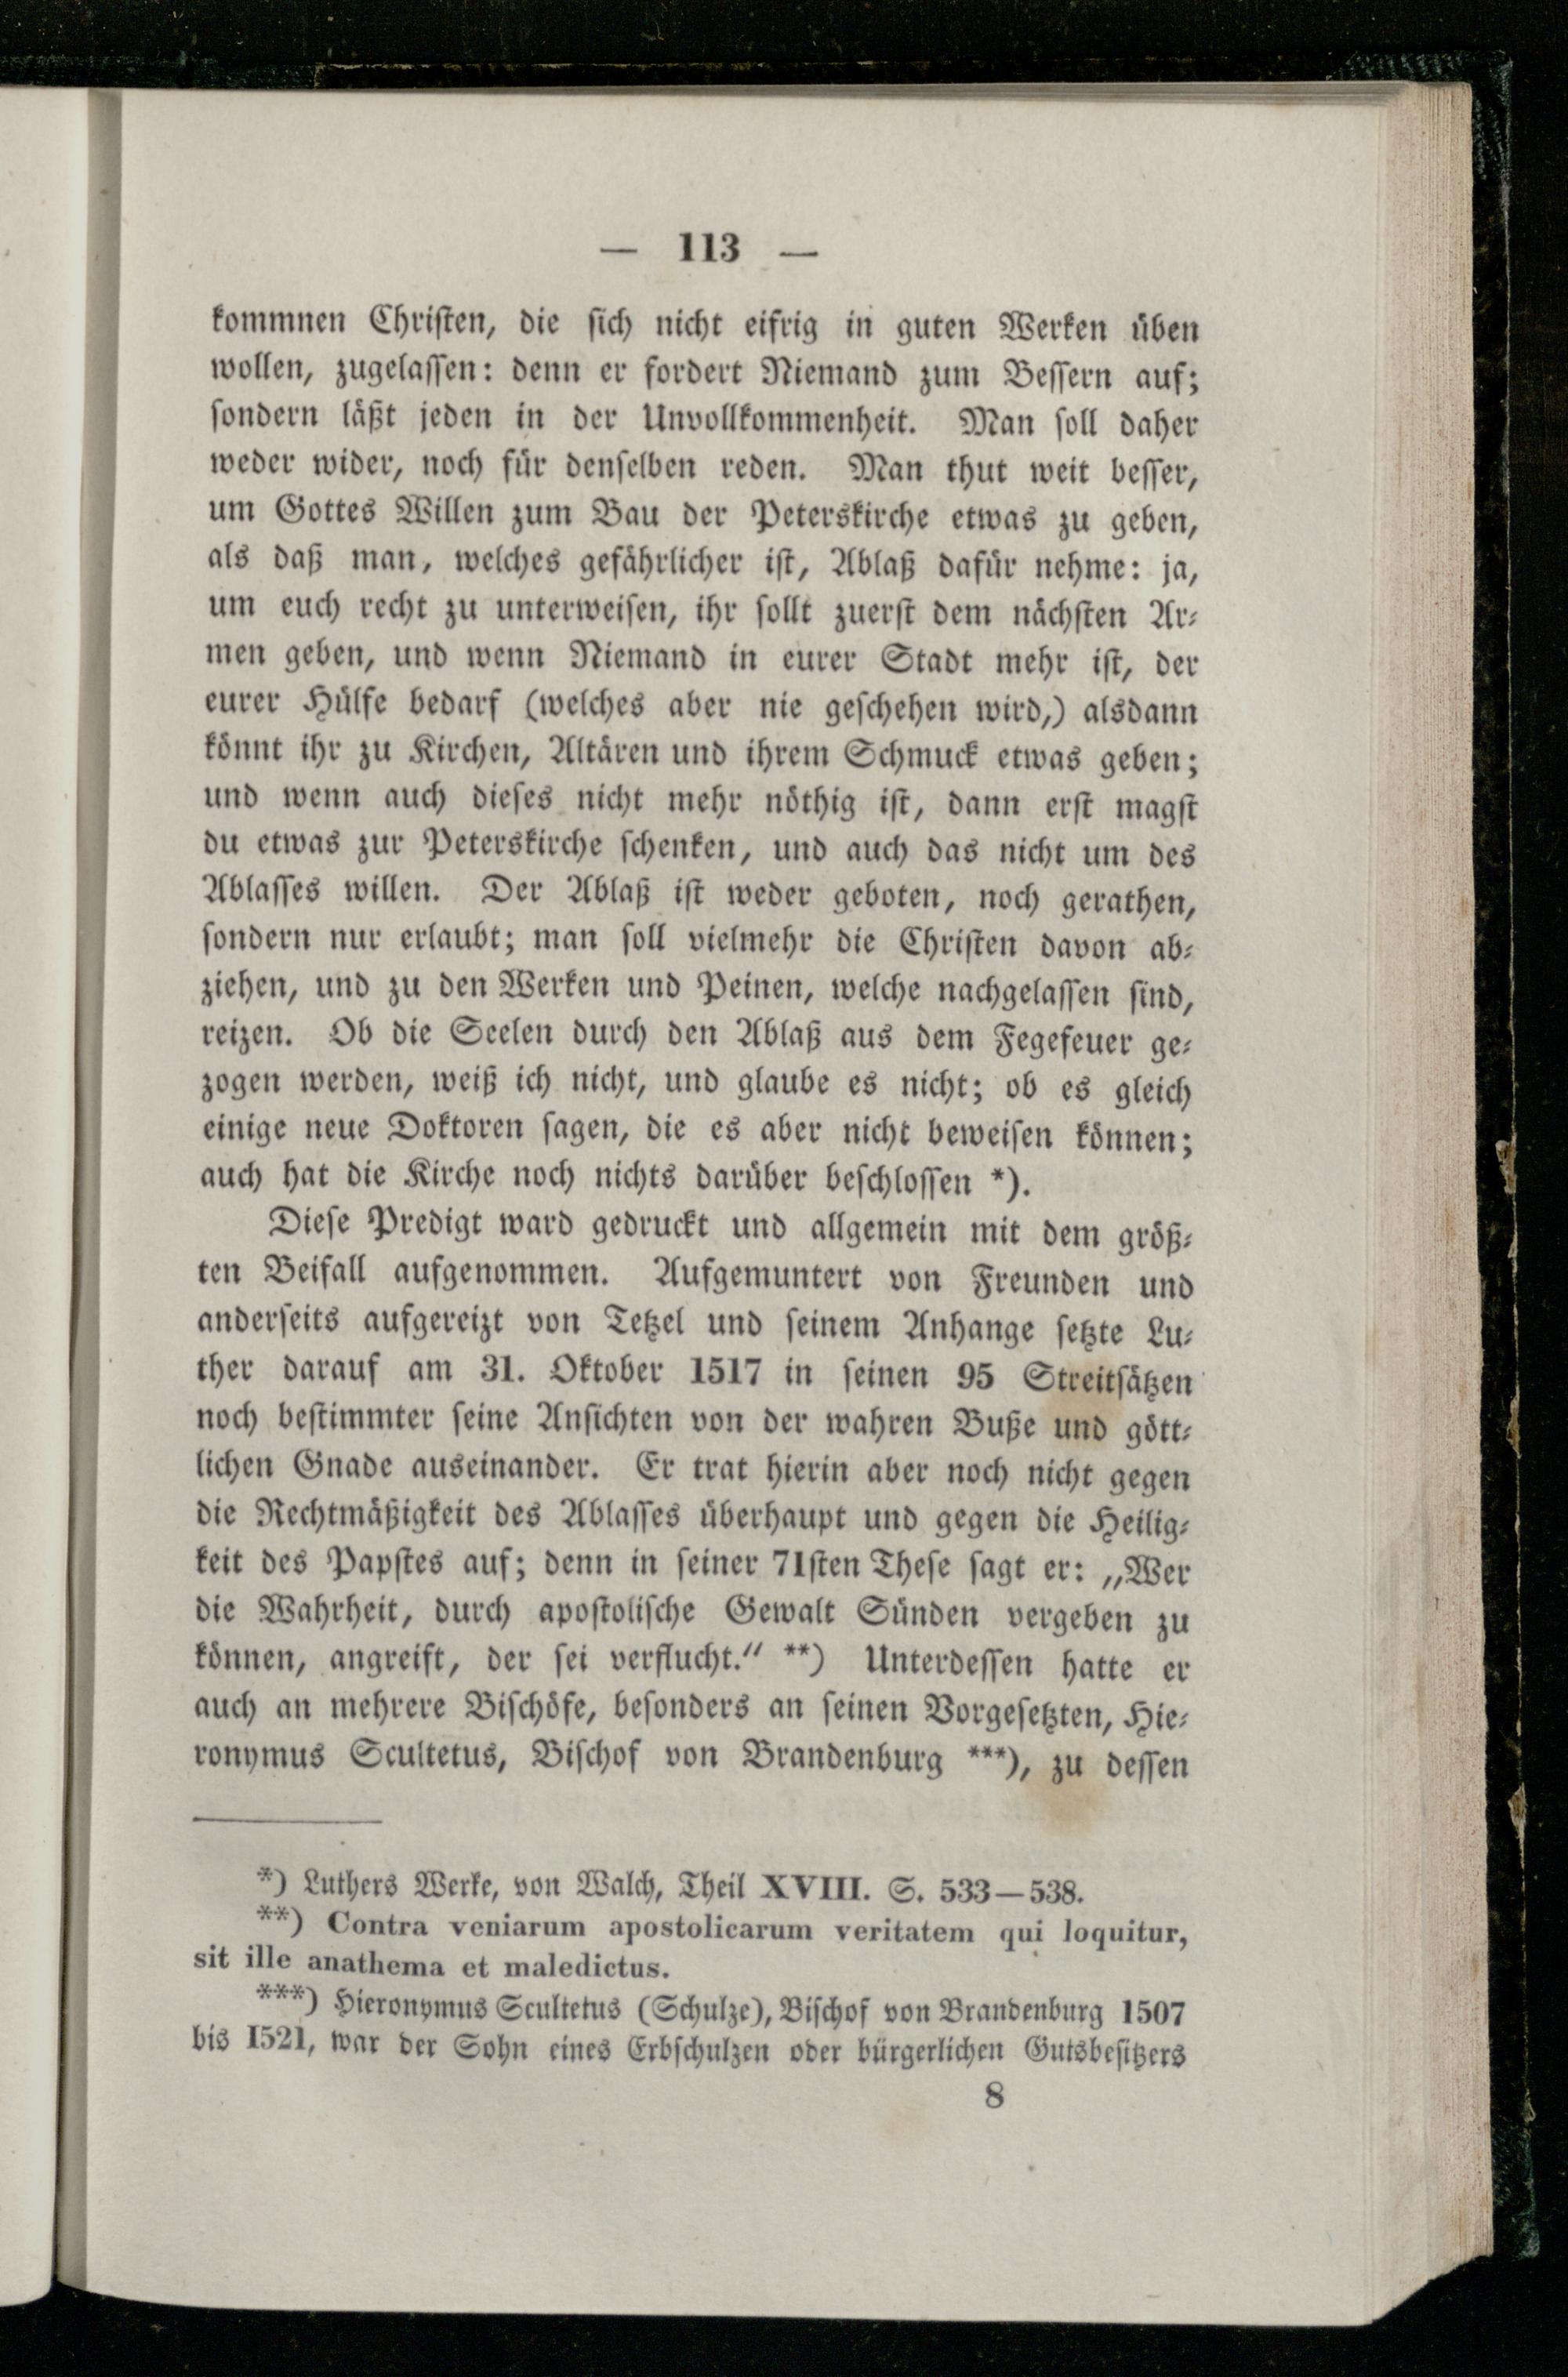 — 113 —
kommnen Christen, die sich nicht eifrig in guten Werken üben
wollen, zugelassen: denn er fordert Niemand zum Bessern auf;
sondern läßt jeden in der Unvollkommenheit. Man soll daher
weder wider, noch für denselben reden. Man thut weit besser,
um Gottes Willen zum Bau der Peterskirche etwas zu geben,
als daß man, welches gefährlicher ist, Ablaß dafür nehme: ja,
um euch recht zu unterweisen, ihr sollt zuerst dem nächsten Ar-
men geben, und wenn Niemand in eurer Stadt mehr ist, der
eurer Hülfe bedarf (welches aber nie geschehen wird,) alsdann
könnt ihr zu Kirchen, Altären und ihrem Schmuck etwas geben;
und wenn auch dieses nicht mehr nöthig ist, dann erst magst
du etwas zur Peterskirche schenken, und auch das nicht um des
Ablasses willen. Der Ablaß ist weder geboten, noch gerathen,
sondern nur erlaubt; man soll vielmehr die Christen davon ab-
ziehen, und zu den Werken und Peinen, welche nachgelassen sind,
reizen. Ob die Seelen durch den Ablaß aus dem Fegefeuer ge-
zogen werden, weiß ich nicht, und glaube es nicht; ob es gleich
einige neue Doktoren sagen, die es aber nicht beweisen können;
auch hat die Kirche noch nichts darüber beschlossen *).
Diese Predigt ward gedruckt und allgemein mit dem größ-
ten Beifall aufgenommen. Aufgemuntert von Freunden und
anderseits aufgereizt von Tetzel und seinem Anhange setzte Lu-
ther darauf am 31. Oktober 1517 in seinen 95 Streitsätzen
noch bestimmter seine Ansichten von der wahren Buße und gött-
lichen Gnade auseinander. Er trat hierin aber noch nicht gegen
die Rechtmäßigkeit des Ablasses überhaupt und gegen die Heilig-
keit des Papstes auf; denn in seiner 71sten These sagt er: „Wer
die Wahrheit, durch apostolische Gewalt Sünden vergeben zu
können, angreift, der sei verflucht.“ **) Unterdessen hatte er
auch an mehrere Bischöfe, besonders an seinen Vorgesetzten, Hie-
ronymus Scultetus, Bischof von Brandenburg ***), zu dessen
*) Luthers Werke, von Walch, Theil XVIII. S. 533—538.
**) Contra veniarum apostolicarum veritatem qui loquitur,
sit ille anathema et maledictus.
***) Hieronymus Scultetus (Schulze), Bischof von Brandenburg 1507
bis 1521, war der Sohn eines Erbschulzen oder bürgerlichen Gutsbesitzers
8